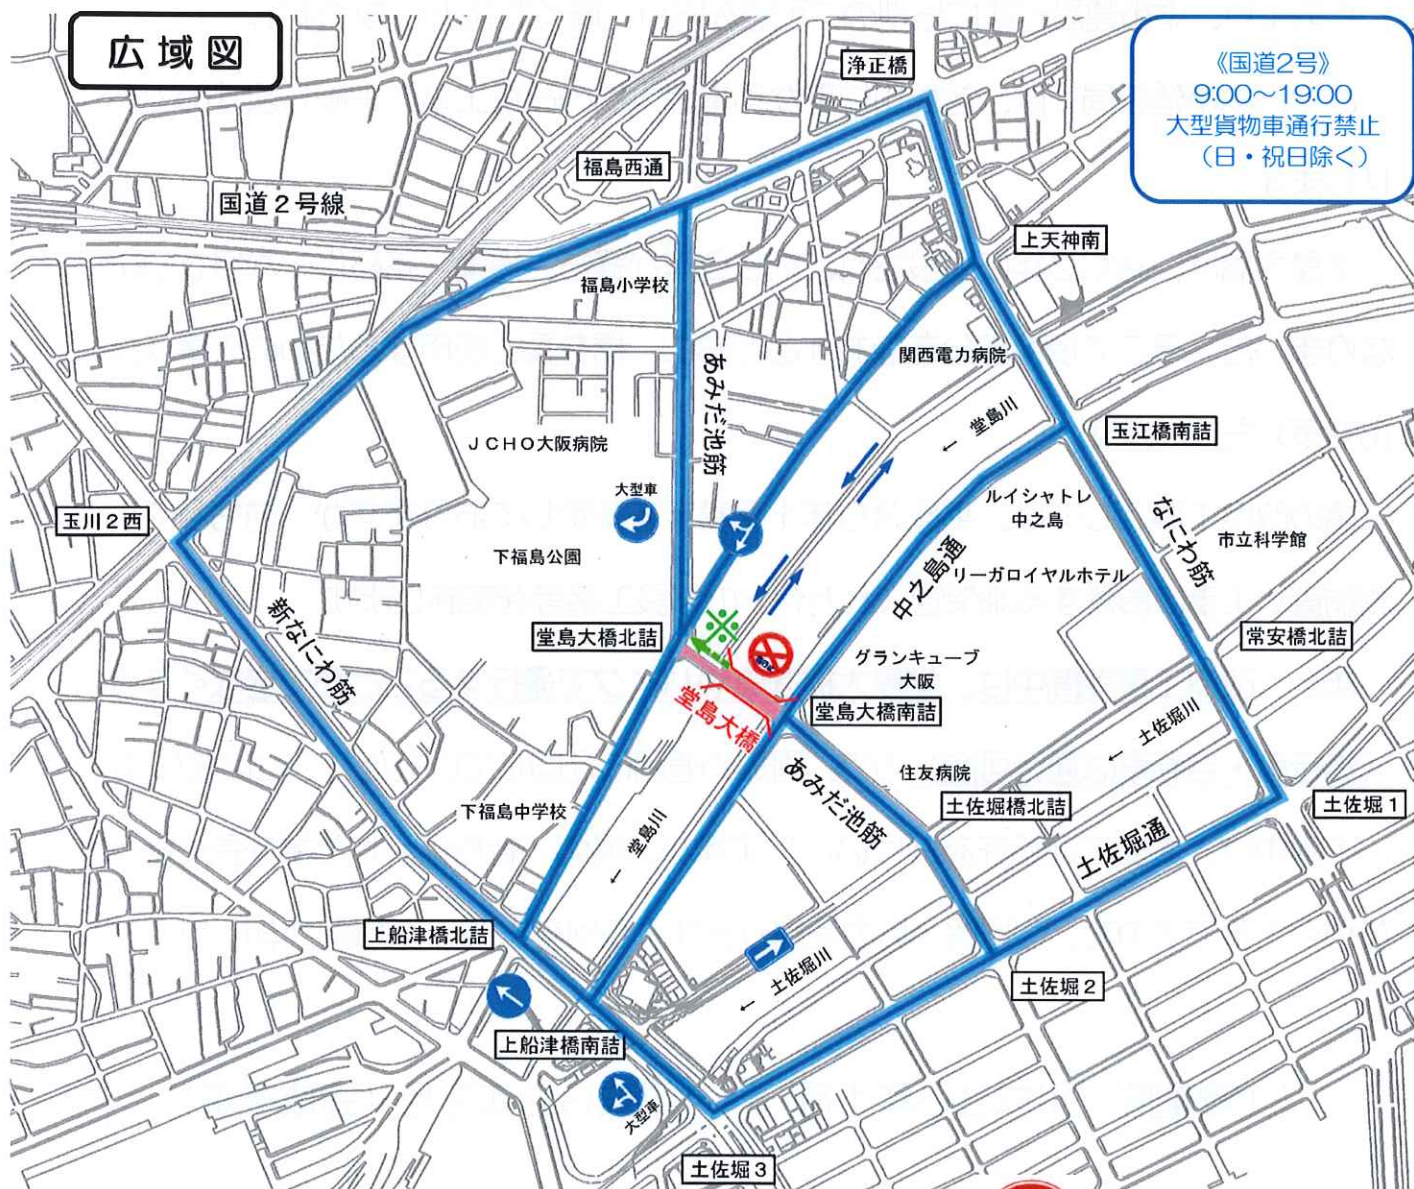 広域図
浄正橋
《国道2号》
9:00～19:00
大型貨物車通行禁止
（日・祝日除く）
福島西通
国道2号線
上天神南
福島小学校
関西電力病院
あみだ池筋
← 堂島川
玉江橋南詰
JCHO大阪病院
大型車
ルイシャトレ
中之島
玉川2西
なにわ筋
市立科学館
下福島公園
中之島通
リーガロイヤルホテル
新なにわ筋
堂島大橋北詰
※
常安橋北詰
グランキューブ
大阪
堂島大橋
堂島大橋南詰
← 土佐堀川
あみだ池筋
住友病院
土佐堀橋北詰
土佐堀1
下福島中学校
← 堂島川
土佐堀通
上船津橋北詰
← 土佐堀川
土佐堀2
上船津橋南詰
大型車
土佐堀3